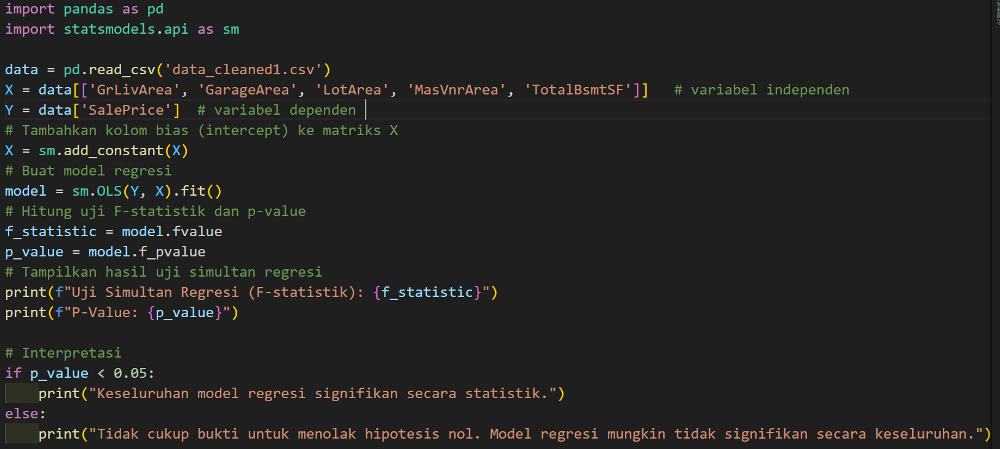 import pandas as pd
import statsmodels.api as sm
data = pd.read_csv('data_cleaned1.csv')
X = data[['GrLivArea', 'GarageArea', 'LotArea', 'MasVnrArea', 'TotalBsmtSF']]   # variabel independen
Y = data['SalePrice']  # variabel dependen
# Tambahkan kolom bias (intercept) ke matriks X
X = sm.add_constant(X)
# Buat model regresi
model = sm.OLS(Y, X).fit()
# Hitung uji F-statistik dan p-value
f_statistic = model.fvalue
p_value = model.f_pvalue
# Tampilkan hasil uji simultan regresi
print(f"Uji Simultan Regresi (F-statistik): {f_statistic}")
print(f"P-Value: {p_value}")
# Interpretasi
if p_value < 0.05:
    print("Keseluruhan model regresi signifikan secara statistik.")
else:
    print("Tidak cukup bukti untuk menolak hipotesis nol. Model regresi mungkin tidak signifikan secara keseluruhan.")